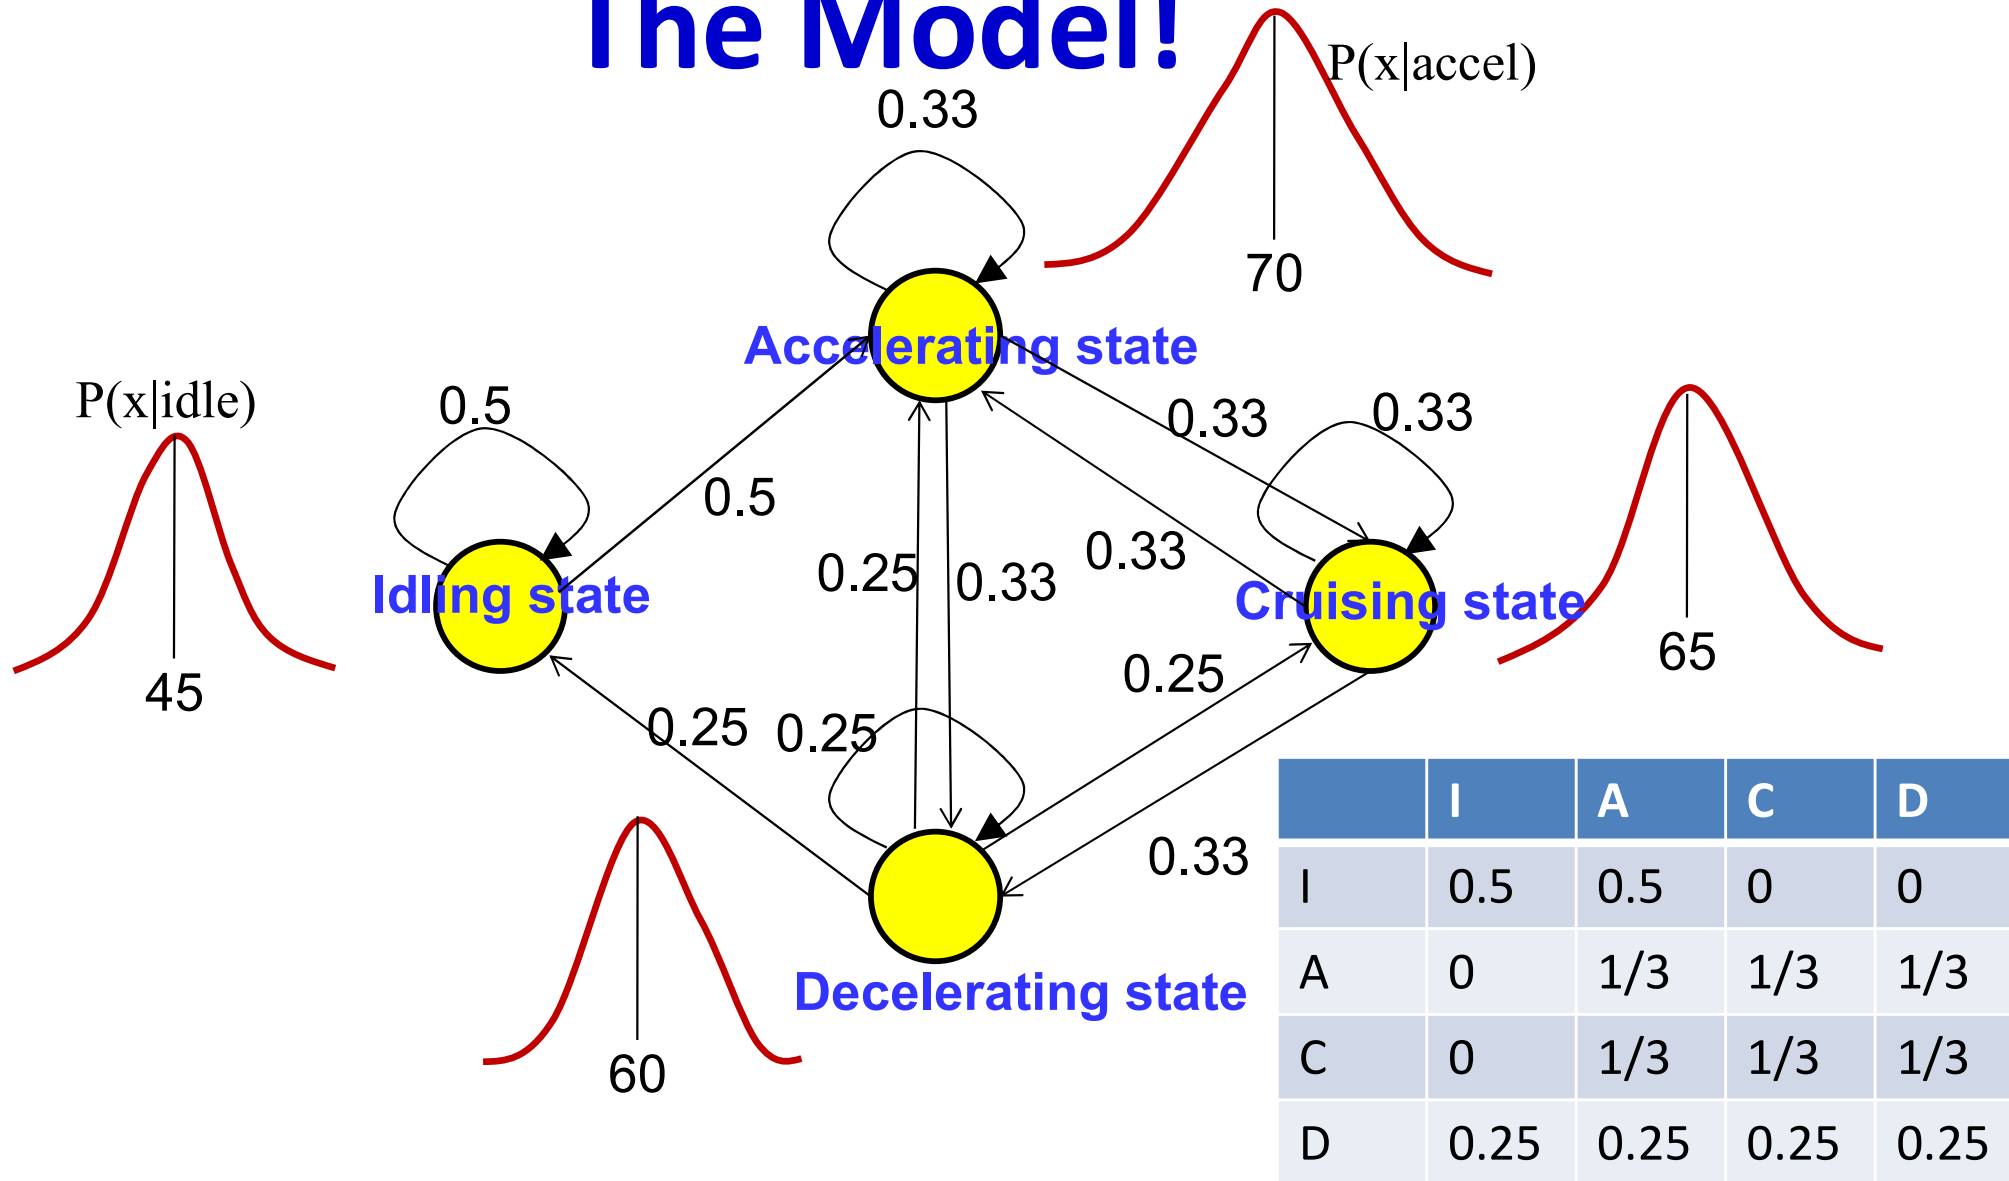 The Model!
P(x|accel)
0.33
70
Accelerating state
P(x|idle)
0.5
0.33
0.33
0.5
0.25
0.33
0.33
Idling state
Cruising state
65
45
0.25
0.25
0.25
0.33
Decelerating state
60
I A C D
I 0.5 0.5 0 0
A 0 1/3 1/3 1/3
C 0 1/3 1/3 1/3
D 0.25 0.25 0.25 0.25